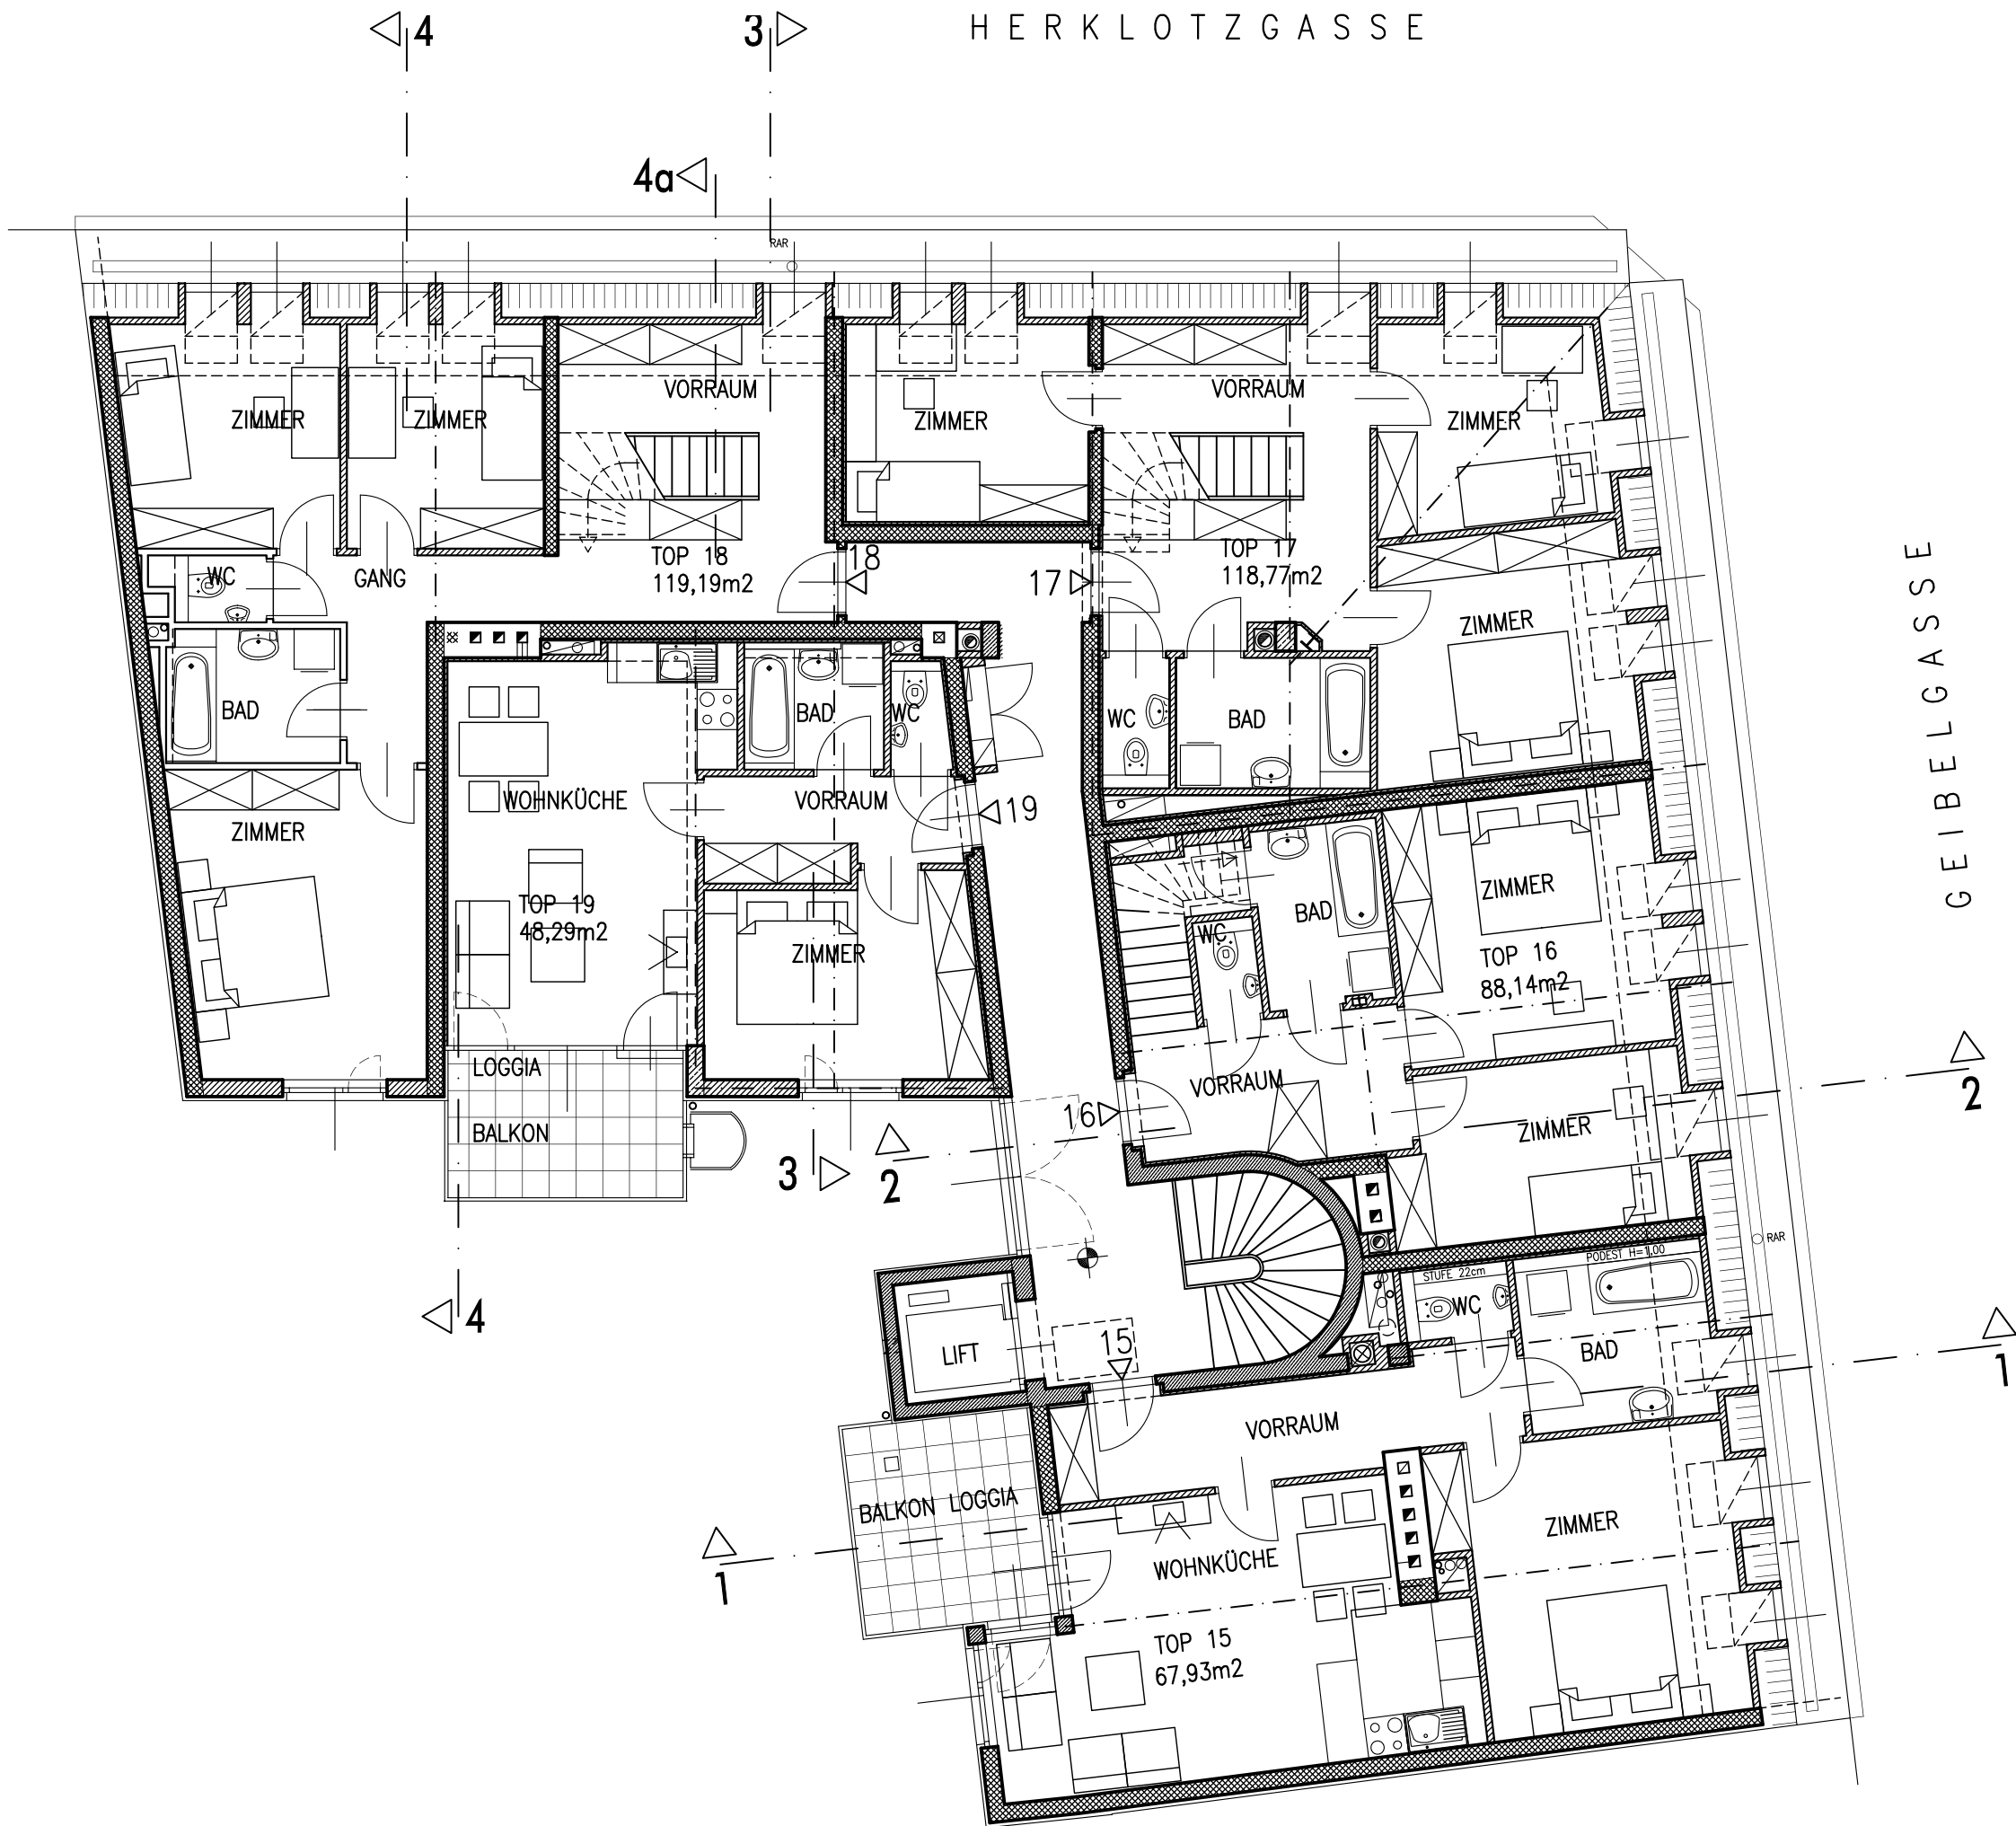 4
3
HERKLOTZGASSE
4a
RAR
VORRAUM
VORRAUM
ZIMMER
ZIMMER
ZIMMER
ZIMMER
TOP 18
119,19m2
18
17
TOP 17
118,77m2
WC
GANG
ZIMMER
GEIBELGASSE
BAD
BAD
WC
WC
BAD
WOHNKÜCHE
VORRAUM
19
ZIMMER
TOP 19
48,29m2
ZIMMER
WC
BAD
ZIMMER
TOP 16
88,14m2
LOGGIA
BALKON
VORRAUM
16
ZIMMER
2
3
2
RAR
PODEST H=1,00
STUFE 22cm
WC
4
LIFT
15
BAD
1
VORRAUM
BALKON LOGGIA
ZIMMER
WOHNKÜCHE
1
TOP 15
67,93m2